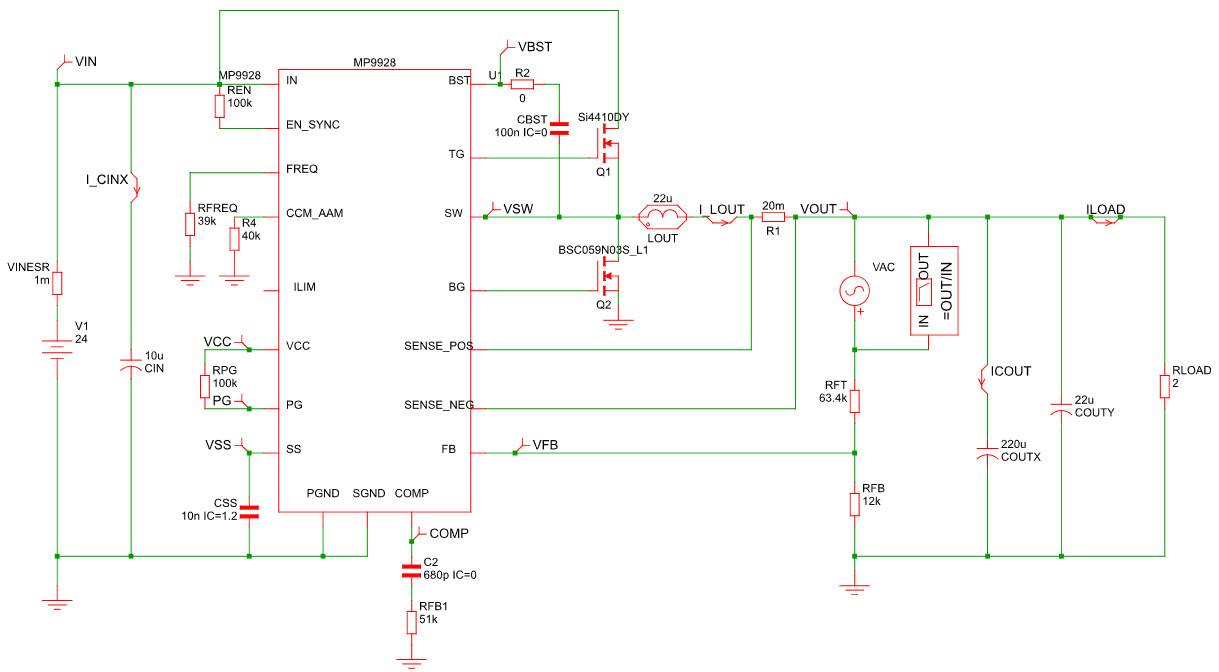 VIN
MP9928
MP9928
REN
100k
IN
EN_SYNC
FREQ
CCM_AAM
ILIM
VCC
PG
SS
PGND
SGND
COMP
BST
TG
SW
BG
SENSE_POS
SENSE_NEG
FB
U1
VBST
R2
0
CBST
100n IC=0
Si4410DY
Q1
VSW
22u
LOUT
I_LOUT
20m
R1
VOUT
ILOAD
BSC059N03S_L1
Q2
VAC
+
IN
OUT
=OUT/IN
I_CINX
RFREQ
39k
R4
40k
VINESR
1m
V1
24
10u
CIN
VCC
RPG
100k
PG
VSS
CSS
10n IC=1.2
COMP
C2
680p IC=0
RFB1
51k
VFB
RFT
63.4k
RFB
12k
ICOUT
220u
COUTX
22u
COUTY
RLOAD
2